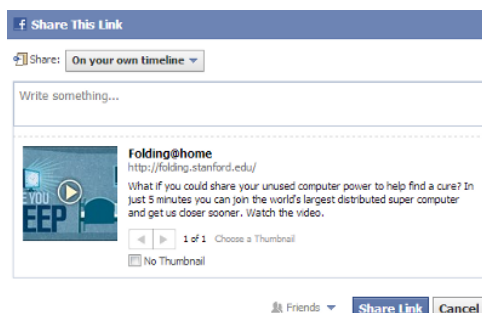 f Share This Link
Share: On your own timeline
Write something...
E YOU
EEP
Folding@home
http://folding.stanford.edu/
What if you could share your unused computer power to help find a cure? In
just 5 minutes you can join the world's largest distributed super computer
and get us closer sooner. Watch the video.
1 of 1 Choose a Thumbnail
No Thumbnail
Friends Share Link Cancel